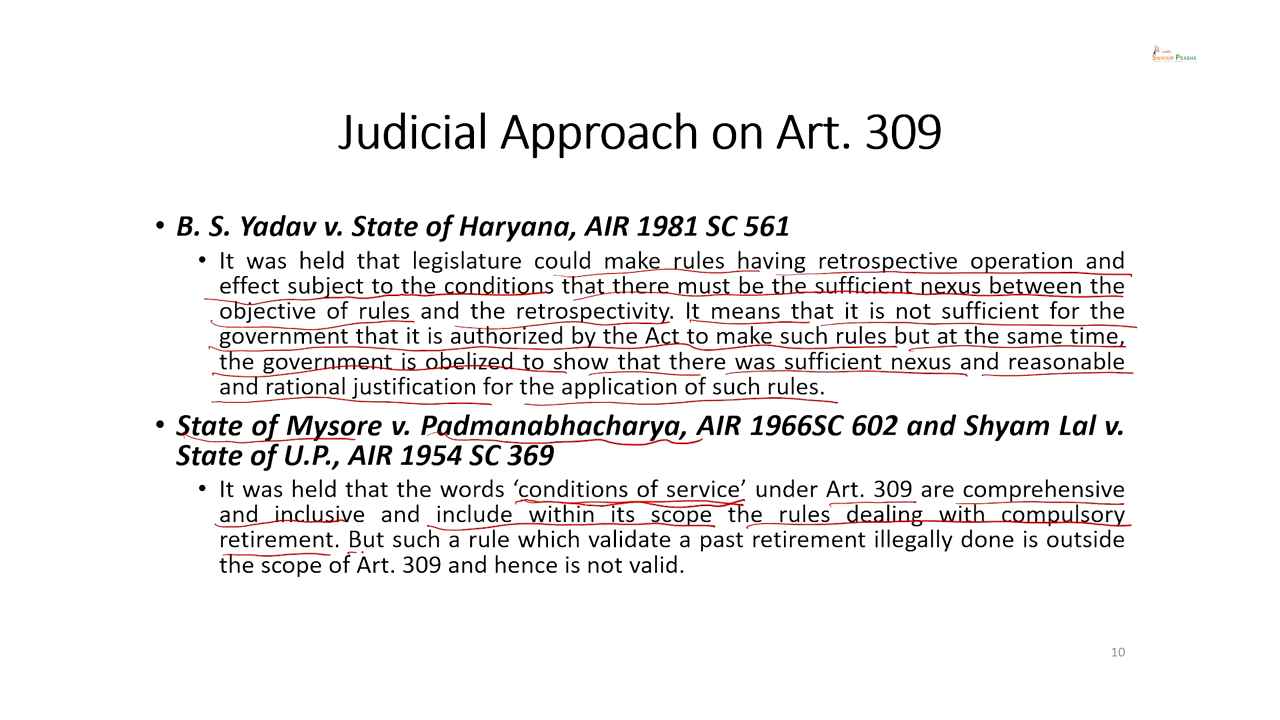 SWAYAM PRABHA
Judicial Approach on Art. 309
• B. S. Yadav v. State of Haryana, AIR 1981 SC 561
• It was held that legislature could make rules having retrospective operation and
effect subject to the conditions that there must be the sufficient nexus between the
objective of rules and the retrospectivity. It means that it is not sufficient for the
government that it is authorized by the Act to make such rules but at the same time,
the government is obelized to show that there was sufficient nexus and reasonable
and rational justification for the application of such rules.
• State of Mysore v. Padmanabhacharya, AIR 1966SC 602 and Shyam Lal v.
State of U.P., AIR 1954 SC 369
• It was held that the words ‘conditions of service’ under Art. 309 are comprehensive
and inclusive and include within its scope the rules dealing with compulsory
retirement. But such a rule which validate a past retirement illegally done is outside
the scope of Art. 309 and hence is not valid.
10